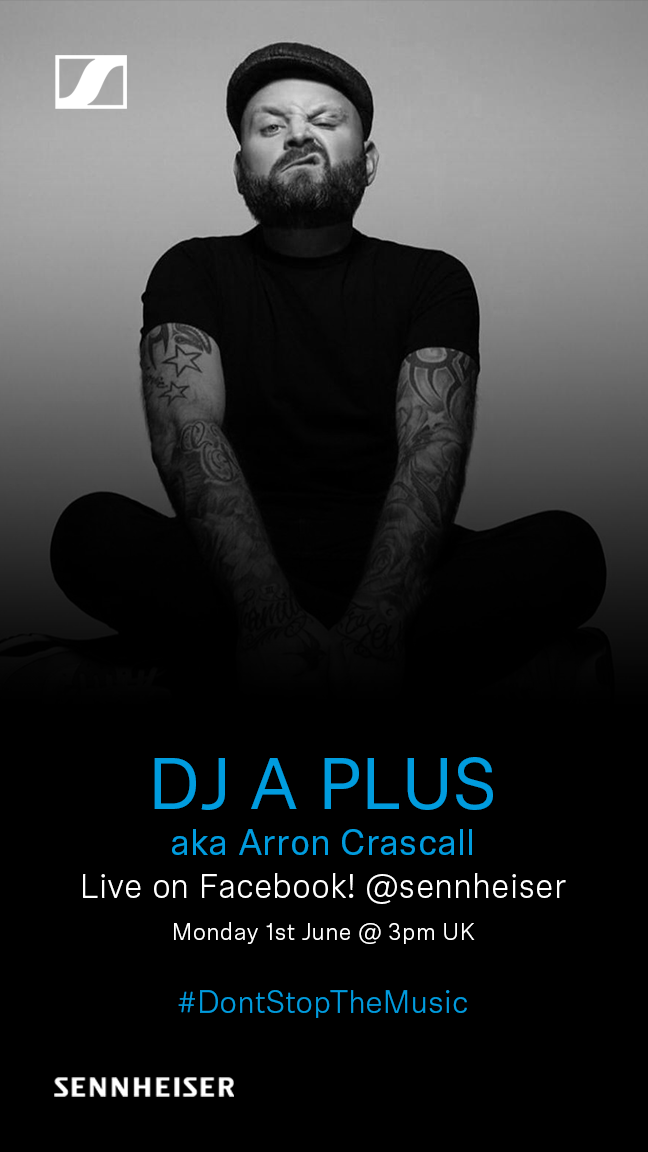 DJ A PLUS
aka Arron Crascall
Live on Facebook! @sennheiser
Monday 1st June @ 3pm UK
#DontStopTheMusic
SENNHEISER